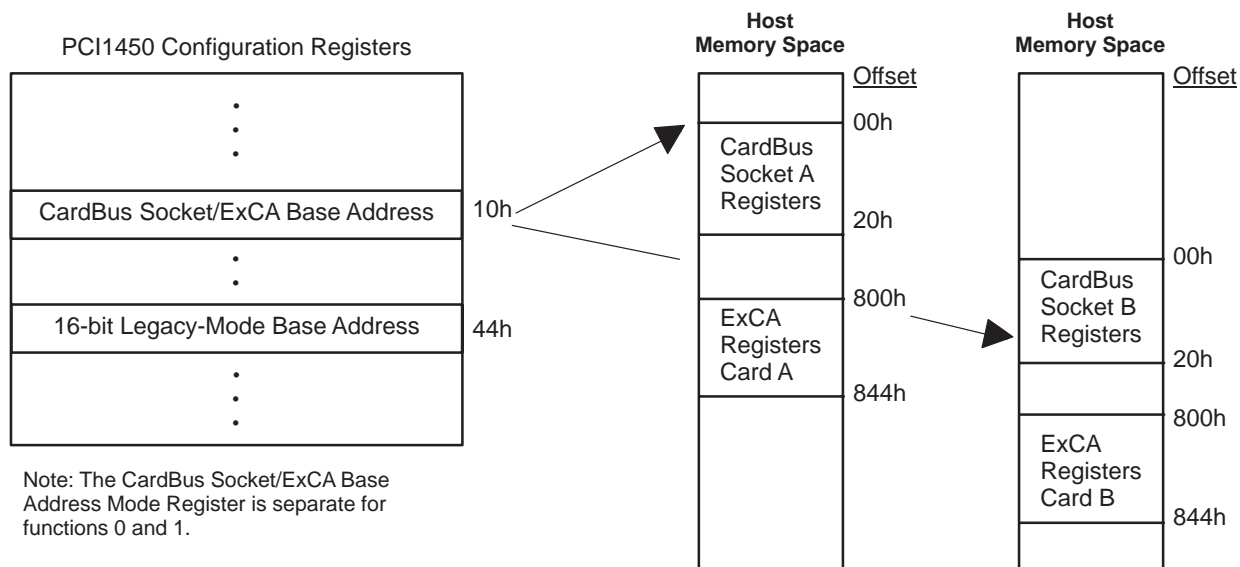 PCI1450 Configuration Registers
CardBus Socket/ExCA Base Address
10h
16-bit Legacy-Mode Base Address
44h
Note: The CardBus Socket/ExCA Base
Address Mode Register is separate for
functions 0 and 1.
Host
Memory Space
Offset
00h
CardBus
Socket A
Registers
20h
800h
ExCA
Registers
Card A
844h
Host
Memory Space
Offset
00h
CardBus
Socket B
Registers
20h
800h
ExCA
Registers
Card B
844h